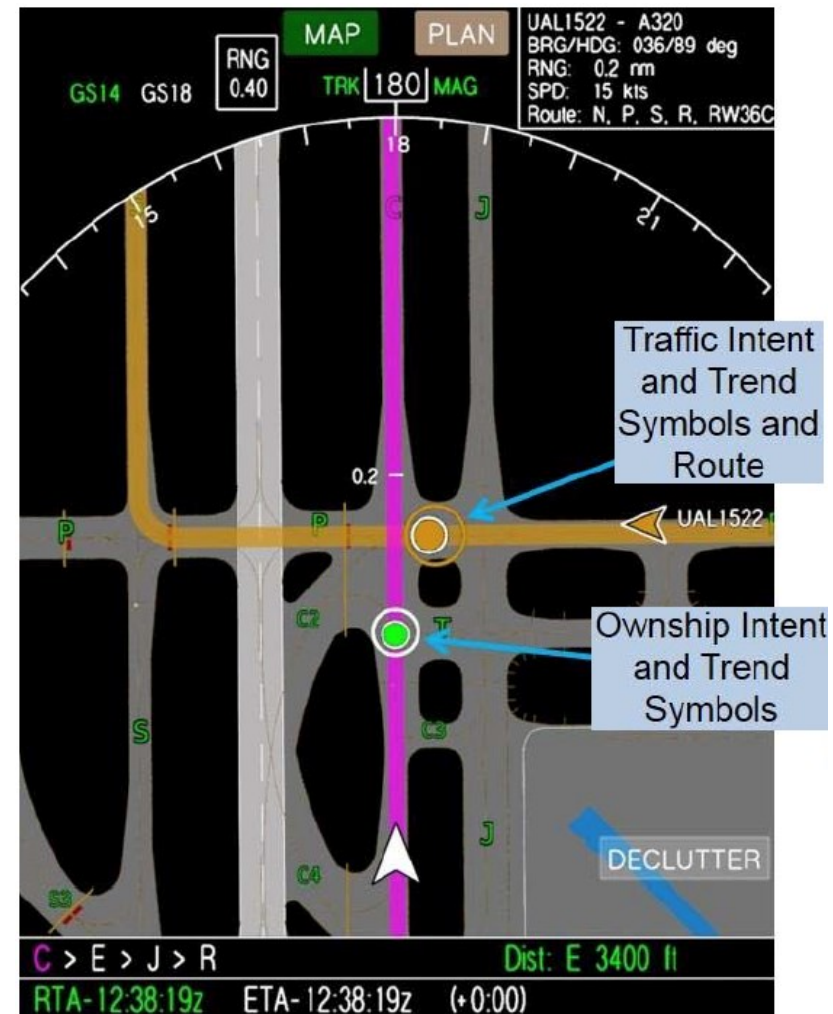 MAP
PLAN
UAL1522 - A320
BRG/HDG: 036/89 deg
RNG: 0.2 nm
SPD: 15 kts
Route: N, P, S, R, RW36C
RNG
0.40
GS14 GS18
TRK 180 MAG
18
15
21
C
J
Traffic Intent
and Trend
Symbols and
Route
0.2
P
P
UAL1522
C2
T
Ownship Intent
and Trend
Symbols
S
C3
J
DECLUTTER
C4
S3
C > E > J > R
Dist: E 3400 ft
RTA-12:38:19z ETA-12:38:19z (+0:00)